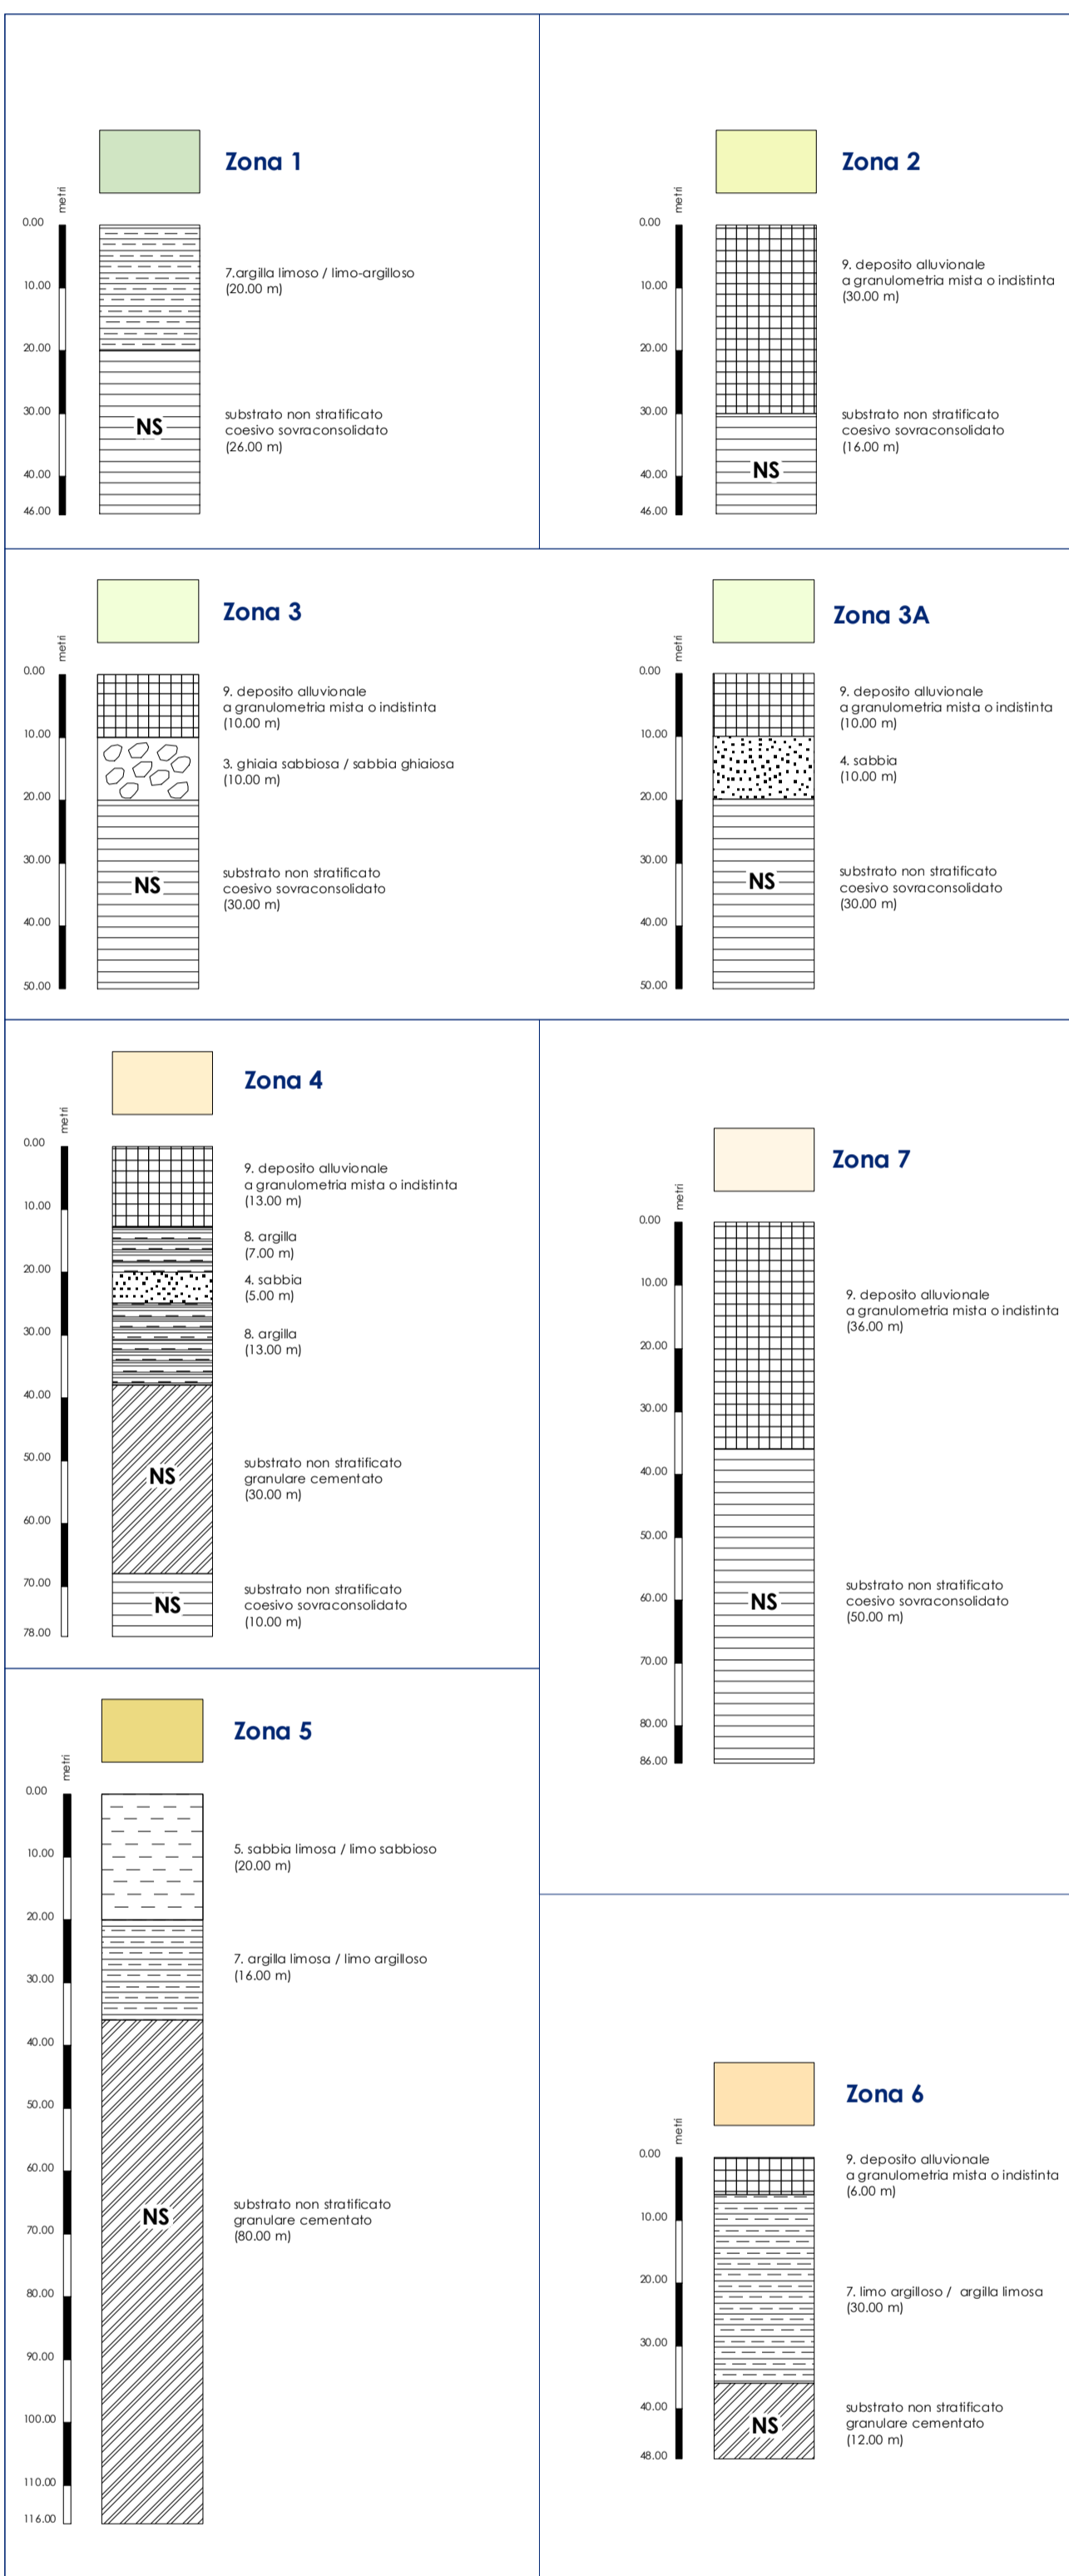 Zona 1
metri
0.00
10.00
20.00
30.00
40.00
46.00
7.argilla limoso / limo-argilloso
(20.00 m)
NS
substrato non stratificato
coesivo sovraconsolidato
(26.00 m)
Zona 2
metri
0.00
10.00
20.00
30.00
40.00
46.00
9. deposito alluvionale
a granulometria mista o indistinta
(30.00 m)
NS
substrato non stratificato
coesivo sovraconsolidato
(16.00 m)
Zona 3
metri
0.00
10.00
20.00
30.00
40.00
50.00
9. deposito alluvionale
a granulometria mista o indistinta
(10.00 m)
3. ghiaia sabbiosa / sabbia ghiaiosa
(10.00 m)
NS
substrato non stratificato
coesivo sovraconsolidato
(30.00 m)
Zona 3A
metri
0.00
10.00
20.00
30.00
40.00
50.00
9. deposito alluvionale
a granulometria mista o indistinta
(10.00 m)
4. sabbia
(10.00 m)
NS
substrato non stratificato
coesivo sovraconsolidato
(30.00 m)
Zona 4
metri
0.00
10.00
20.00
30.00
40.00
50.00
60.00
70.00
78.00
9. deposito alluvionale
a granulometria mista o indistinta
(13.00 m)
8. argilla
(7.00 m)
4. sabbia
(5.00 m)
8. argilla
(13.00 m)
NS
substrato non stratificato
granulare cementato
(30.00 m)
NS
substrato non stratificato
coesivo sovraconsolidato
(10.00 m)
Zona 7
metri
0.00
10.00
20.00
30.00
40.00
50.00
60.00
70.00
80.00
86.00
9. deposito alluvionale
a granulometria mista o indistinta
(36.00 m)
NS
substrato non stratificato
coesivo sovraconsolidato
(50.00 m)
Zona 5
metri
0.00
10.00
20.00
30.00
40.00
50.00
60.00
70.00
80.00
90.00
100.00
110.00
116.00
5. sabbia limosa / limo sabbioso
(20.00 m)
7. argilla limosa / limo argilloso
(16.00 m)
NS
substrato non stratificato
granulare cementato
(80.00 m)
Zona 6
metri
0.00
10.00
20.00
30.00
40.00
48.00
9. deposito alluvionale
a granulometria mista o indistinta
(6.00 m)
7. limo argilloso / argilla limosa
(30.00 m)
NS
substrato non stratificato
granulare cementato
(12.00 m)